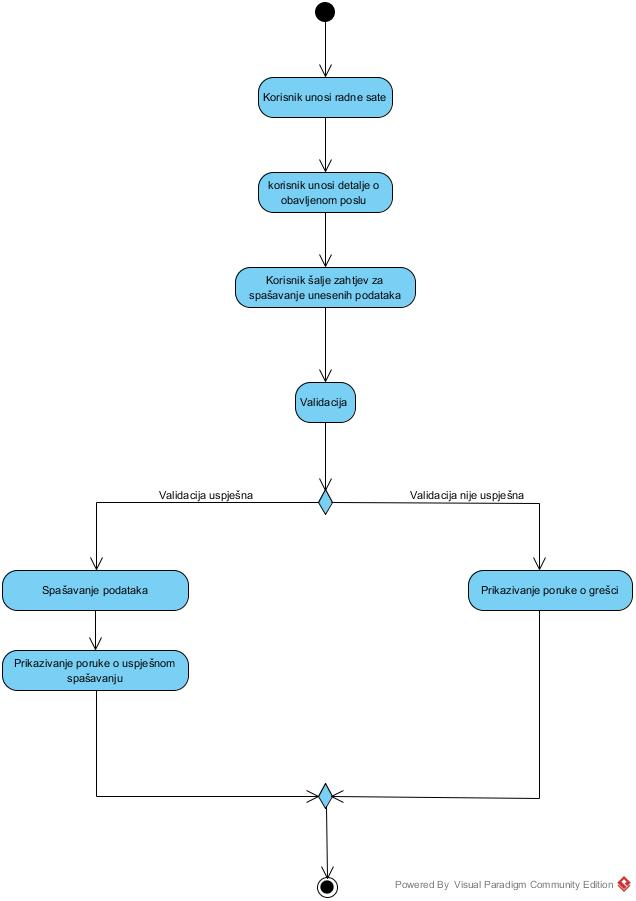 Korisnik unosi radne sate
korisnik unosi detalje o
obavljenom poslu
Korisnik šalje zahtjev za
spašavanje unesenih podataka
Validacija
Validacija uspješna
Validacija nije uspješna
Spašavanje podataka
Prikazivanje poruke o grešci
Prikazivanje poruke o uspješnom
spašavanju
Powered By Visual Paradigm Community Edition